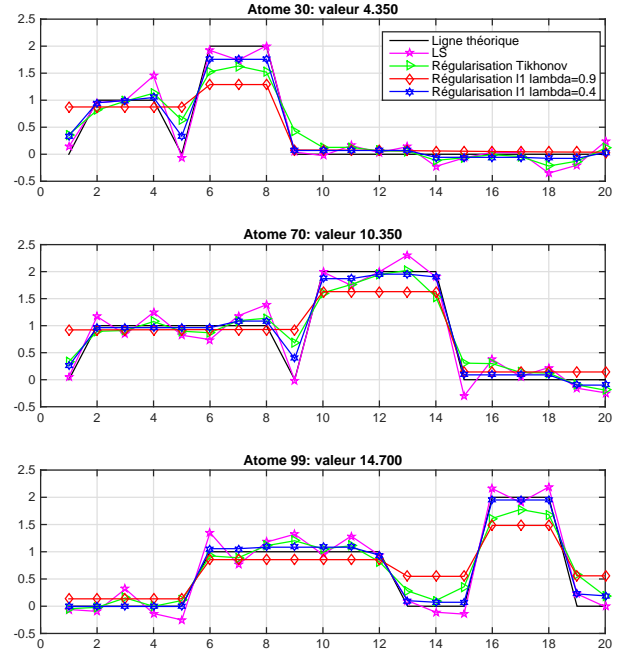 Atome 30: valeur 4.350
2.5
2
1.5
1
0.5
0
-0.5
0 2 4 6 8 10 12 14 16 18 20
Ligne théorique
LS
Régularisation Tikhonov
Régularisation l1 lambda=0.9
Régularisation l1 lambda=0.4
Atome 70: valeur 10.350
2.5
2
1.5
1
0.5
0
-0.5
0 2 4 6 8 10 12 14 16 18 20
Atome 99: valeur 14.700
2.5
2
1.5
1
0.5
0
-0.5
0 2 4 6 8 10 12 14 16 18 20